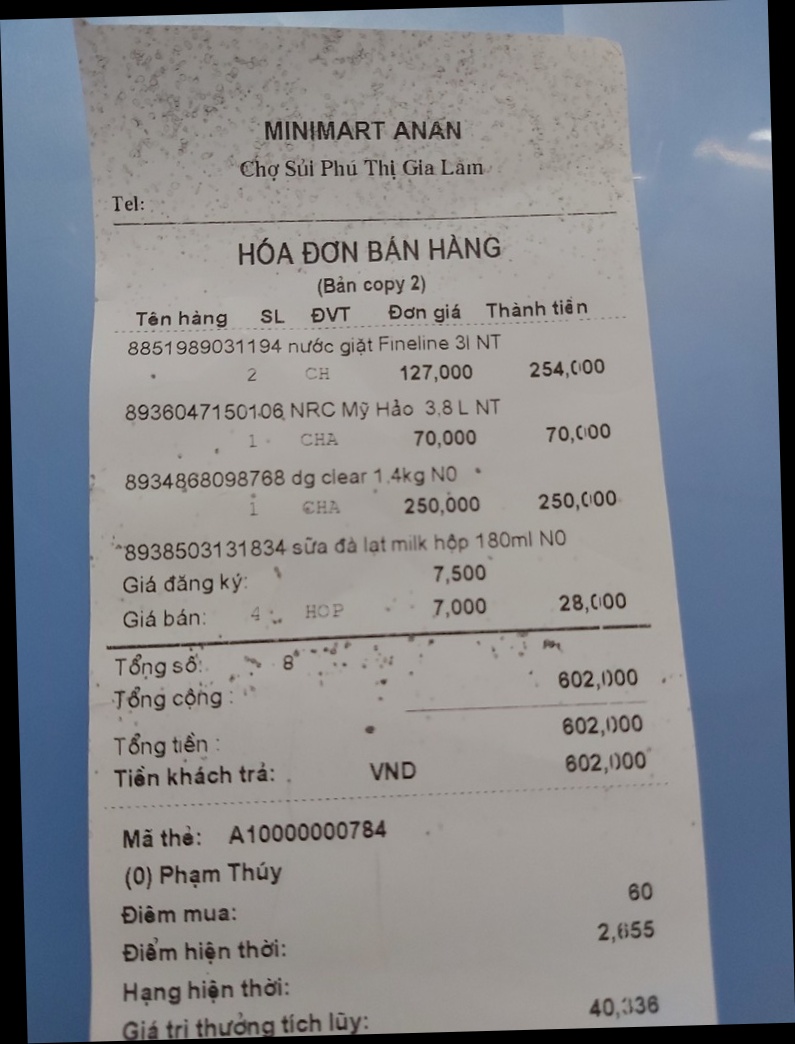 MINIMART ANAN
Chợ Sủi Phú Thị Gia Lâm
Tel:
HÓA ĐƠN BÁN HÀNG
(Bản copy 2)
Tên hàng SL ĐVT Đơn giá Thành tiền
8851989031194 nước giặt Fineline 3l NT
2 CH 127,000 254,000
8936047150106 NRC Mỹ Hảo 3,8 L NT
1 CHA 70,000 70,000
8934868098768 dg clear 1.4kg N0
1 CHA 250,000 250,000
8938503131834 sữa đà lạt milk hộp 180ml N0
Giá đăng ký: 7,500
Giá bán: 4 HOP 7,000 28,000
Tổng số: 8
Tổng cộng : 602,000
Tổng tiền : 602,000
Tiền khách trả: VND 602,000
Mã thẻ: A10000000784
(0) Phạm Thúy
Điểm mua: 60
Điểm hiện thời: 2,655
Hạng hiện thời:
Giá trị thưởng tích lũy: 40,336